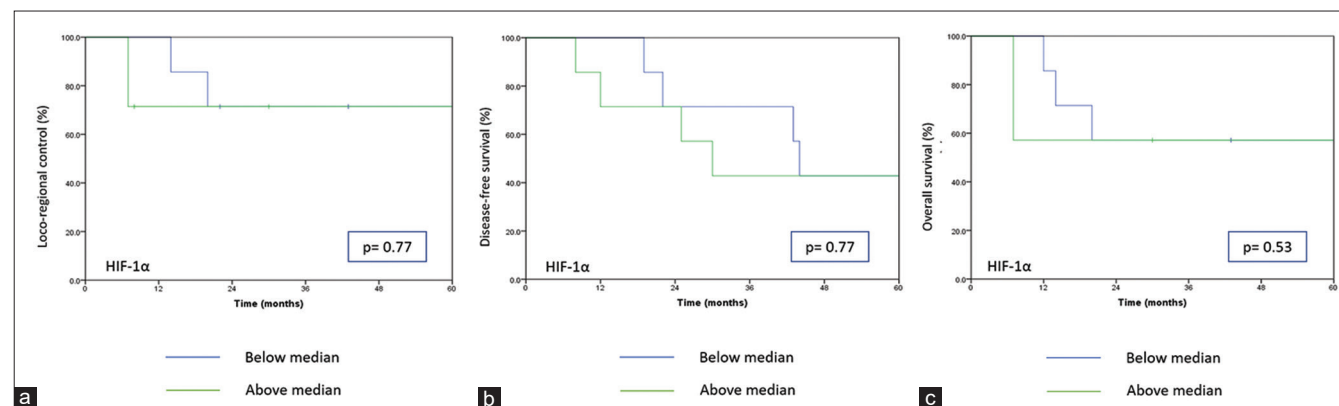 100.0
80.0
60.0
40.0
20.0
0.0
Loco-regional control (%)
p= 0.77
HIF-1α
0 12 24 36 48 60
Time (months)
Below median
Above median
a
100.0
80.0
60.0
40.0
20.0
0.0
Disease-free survival (%)
p= 0.77
HIF-1α
0 12 24 36 48 60
Time (months)
Below median
Above median
b
100.0
80.0
60.0
40.0
20.0
0.0
Overall survival (%)
p= 0.53
HIF-1α
0 12 24 36 48 60
Time (months)
Below median
Above median
c